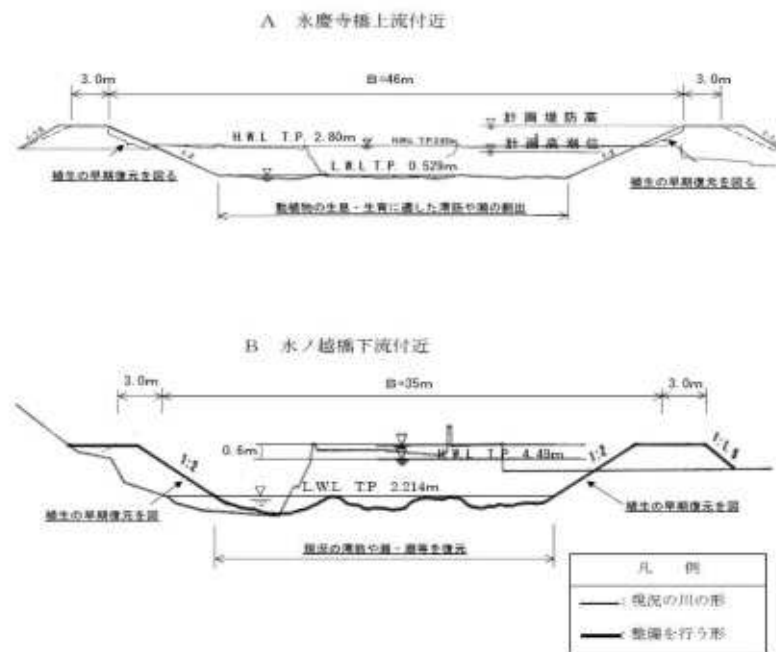 A 永慶寺橋上流付近
3.0m
B=46m
3.0m
計画堤防高
H.W.L T.P. 2.80m
計画高潮位
L.W.L T.P. 0.529m
植生の早期復元を図る
植生の早期復元を図る
動植物の生息・生育に適した澪筋や淵の創出
B 水ノ越橋下流付近
3.0m
B=35m
3.0m
0.6m
1:2
H.W.L T.P. 4.49m
1:2
1:1.5
L.W.L T.P. 2.214m
植生の早期復元を図
植生の早期復元を図
現況の澪筋や瀬・淵等を復元
凡 例
: 現況の川の形
: 整備を行う形